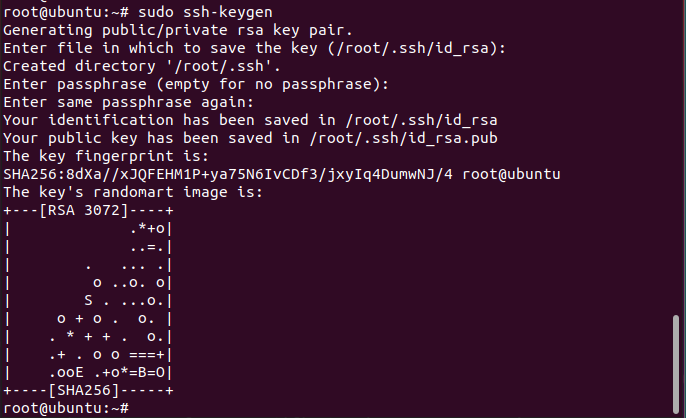 root@ubuntu:~# sudo ssh-keygen
Generating public/private rsa key pair.
Enter file in which to save the key (/root/.ssh/id_rsa):
Created directory '/root/.ssh'.
Enter passphrase (empty for no passphrase):
Enter same passphrase again:
Your identification has been saved in /root/.ssh/id_rsa
Your public key has been saved in /root/.ssh/id_rsa.pub
The key fingerprint is:
SHA256:8dXa//xJQFEHM1P+ya75N6IvCDf3/jxyIq4DumwNJ/4 root@ubuntu
The key's randomart image is:
+---[RSA 3072]----+
|             .*+o|
|             ..=.|
|        .   ... .|
|         o ..o. o|
|        S . ...o.|
|     o + o .  o. |
|    . * + + .  o.|
|    .+ . o o ===+|
|    .ooE .+o*=B=O|
+----[SHA256]-----+
root@ubuntu:~#